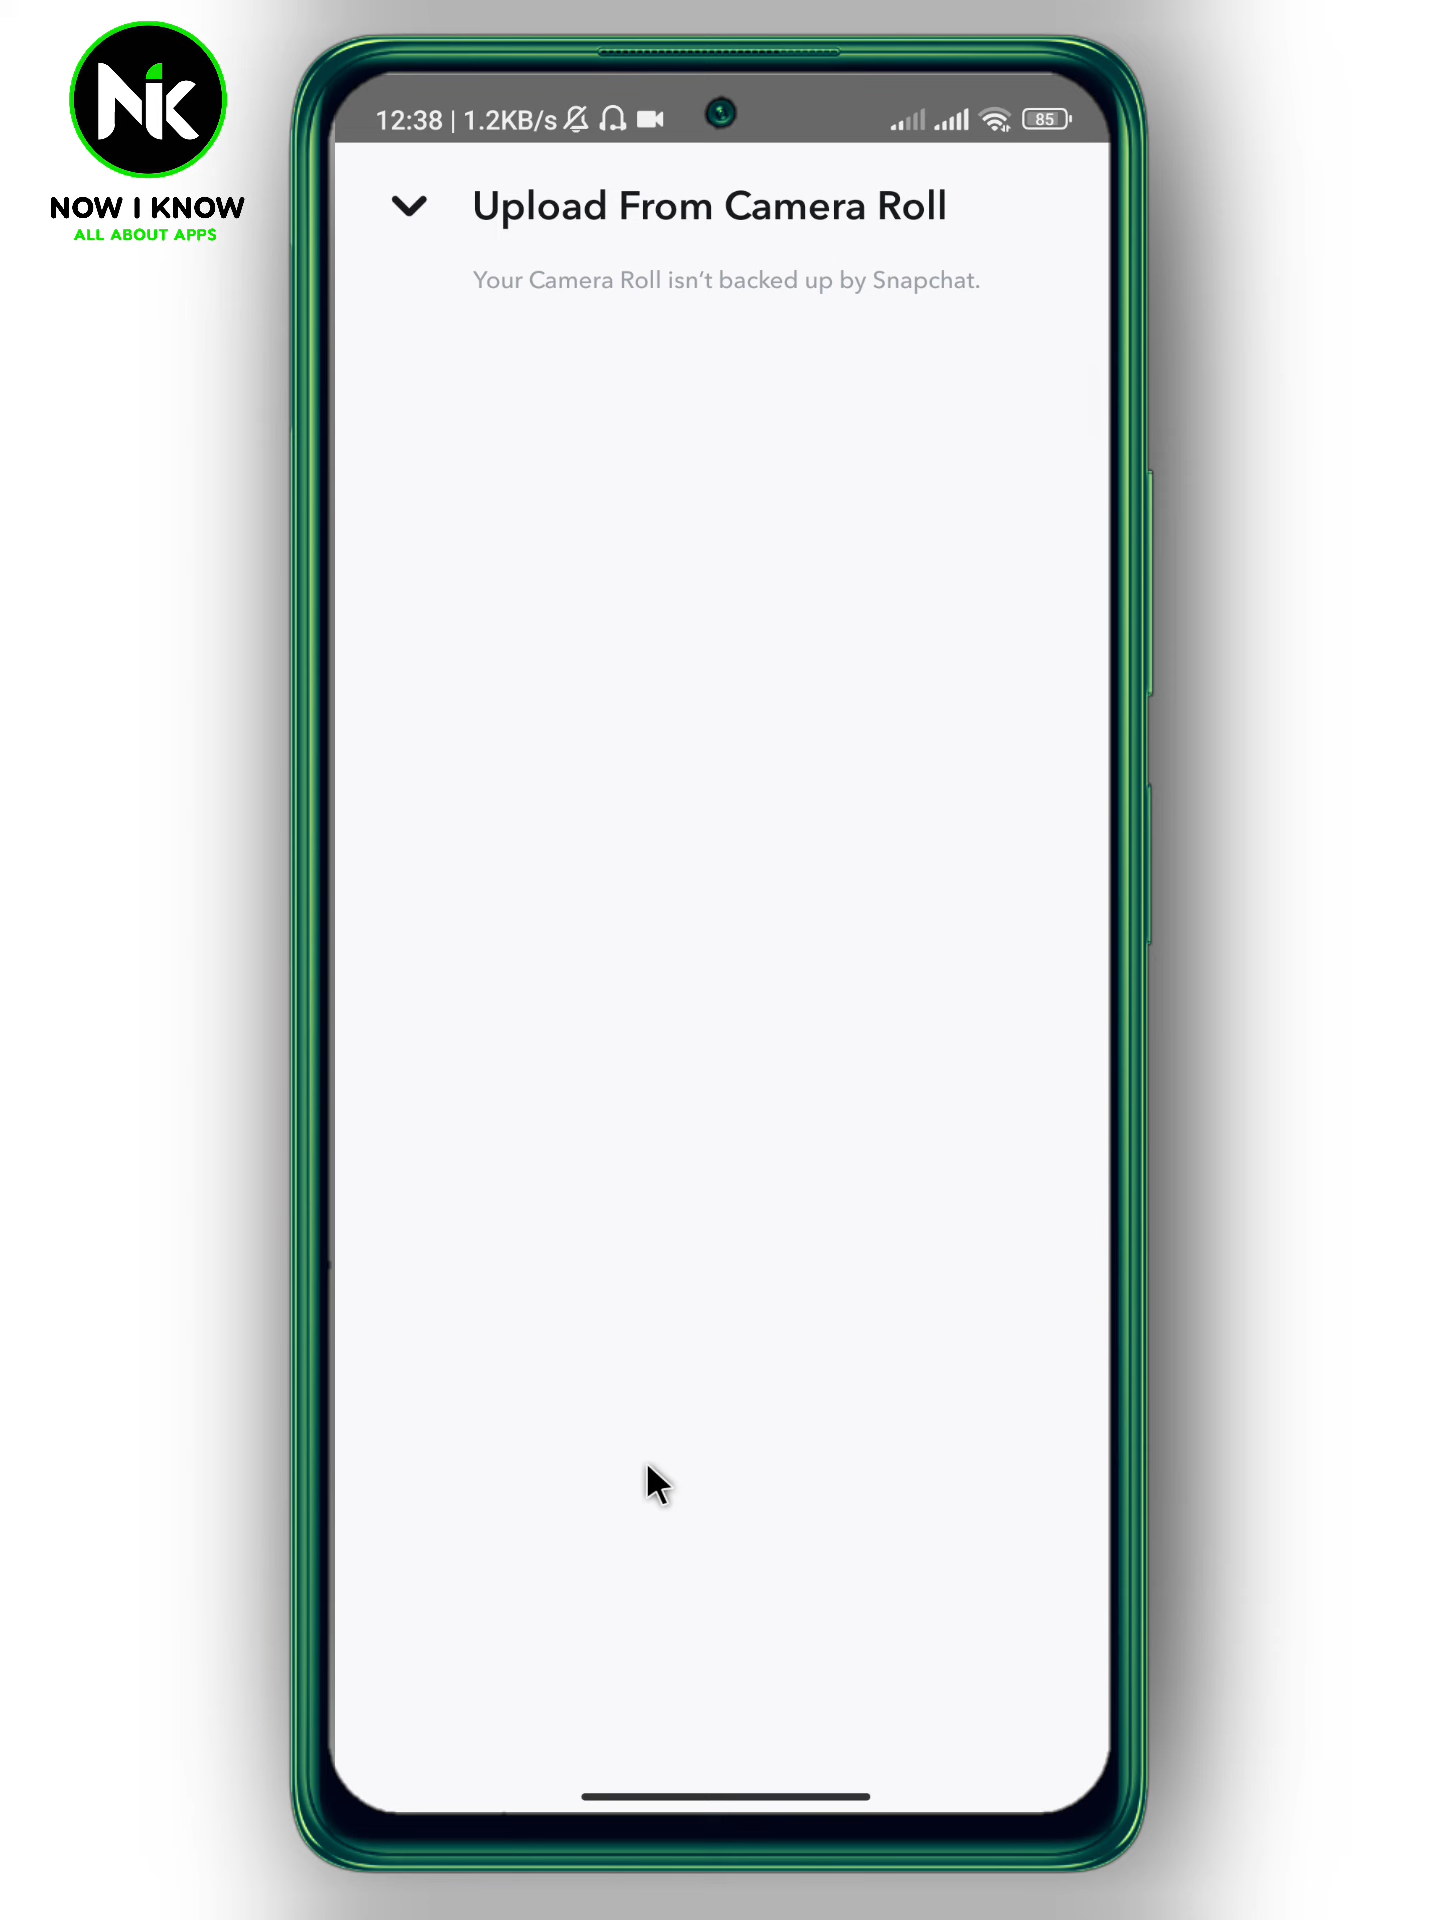 NiK
NOW I KNOW
ALL ABOUT APPS
12:38 | 1.2KB/s
85
Upload From Camera Roll
Your Camera Roll isn’t backed up by Snapchat.